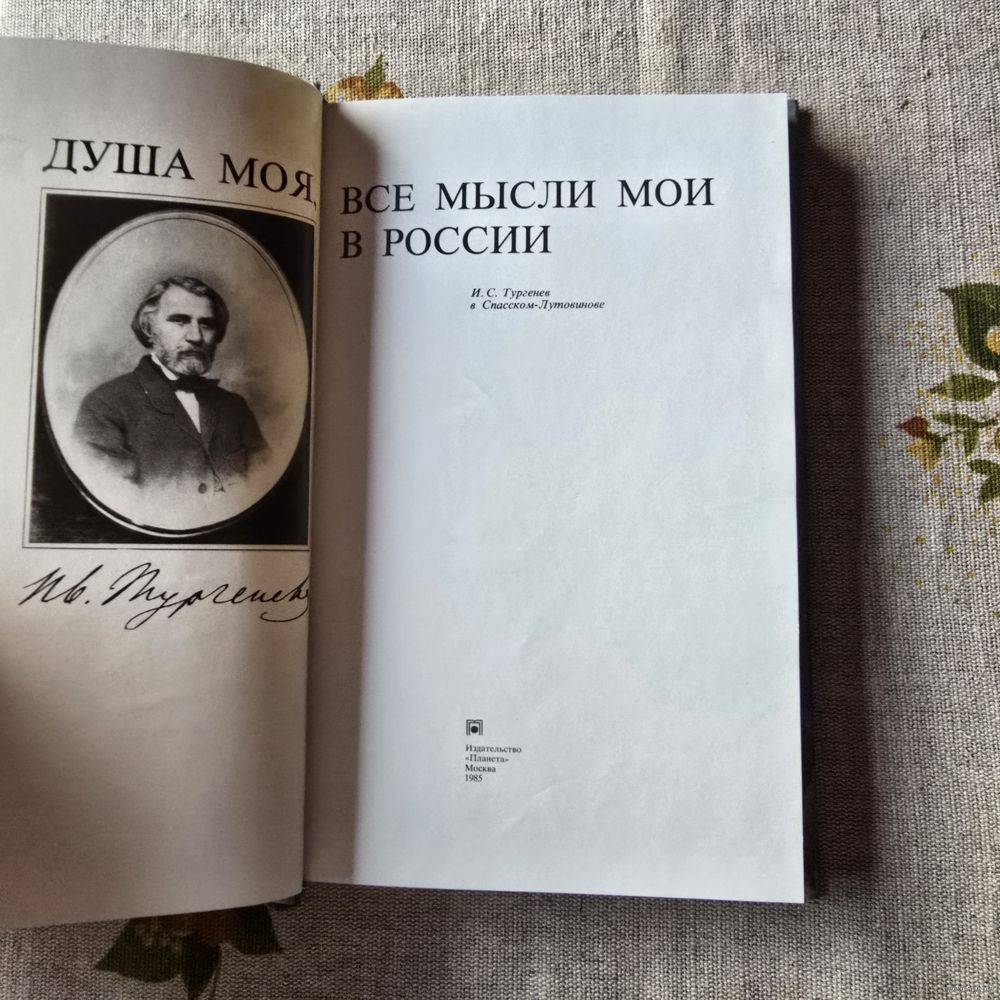 ДУША МОЯ, ВСЕ МЫСЛИ МОИ
В РОССИИ
И. С. Тургенев
в Спасском-Лутовинове
Ив. Тургенев
Издательство
«Планета»
Москва
1985